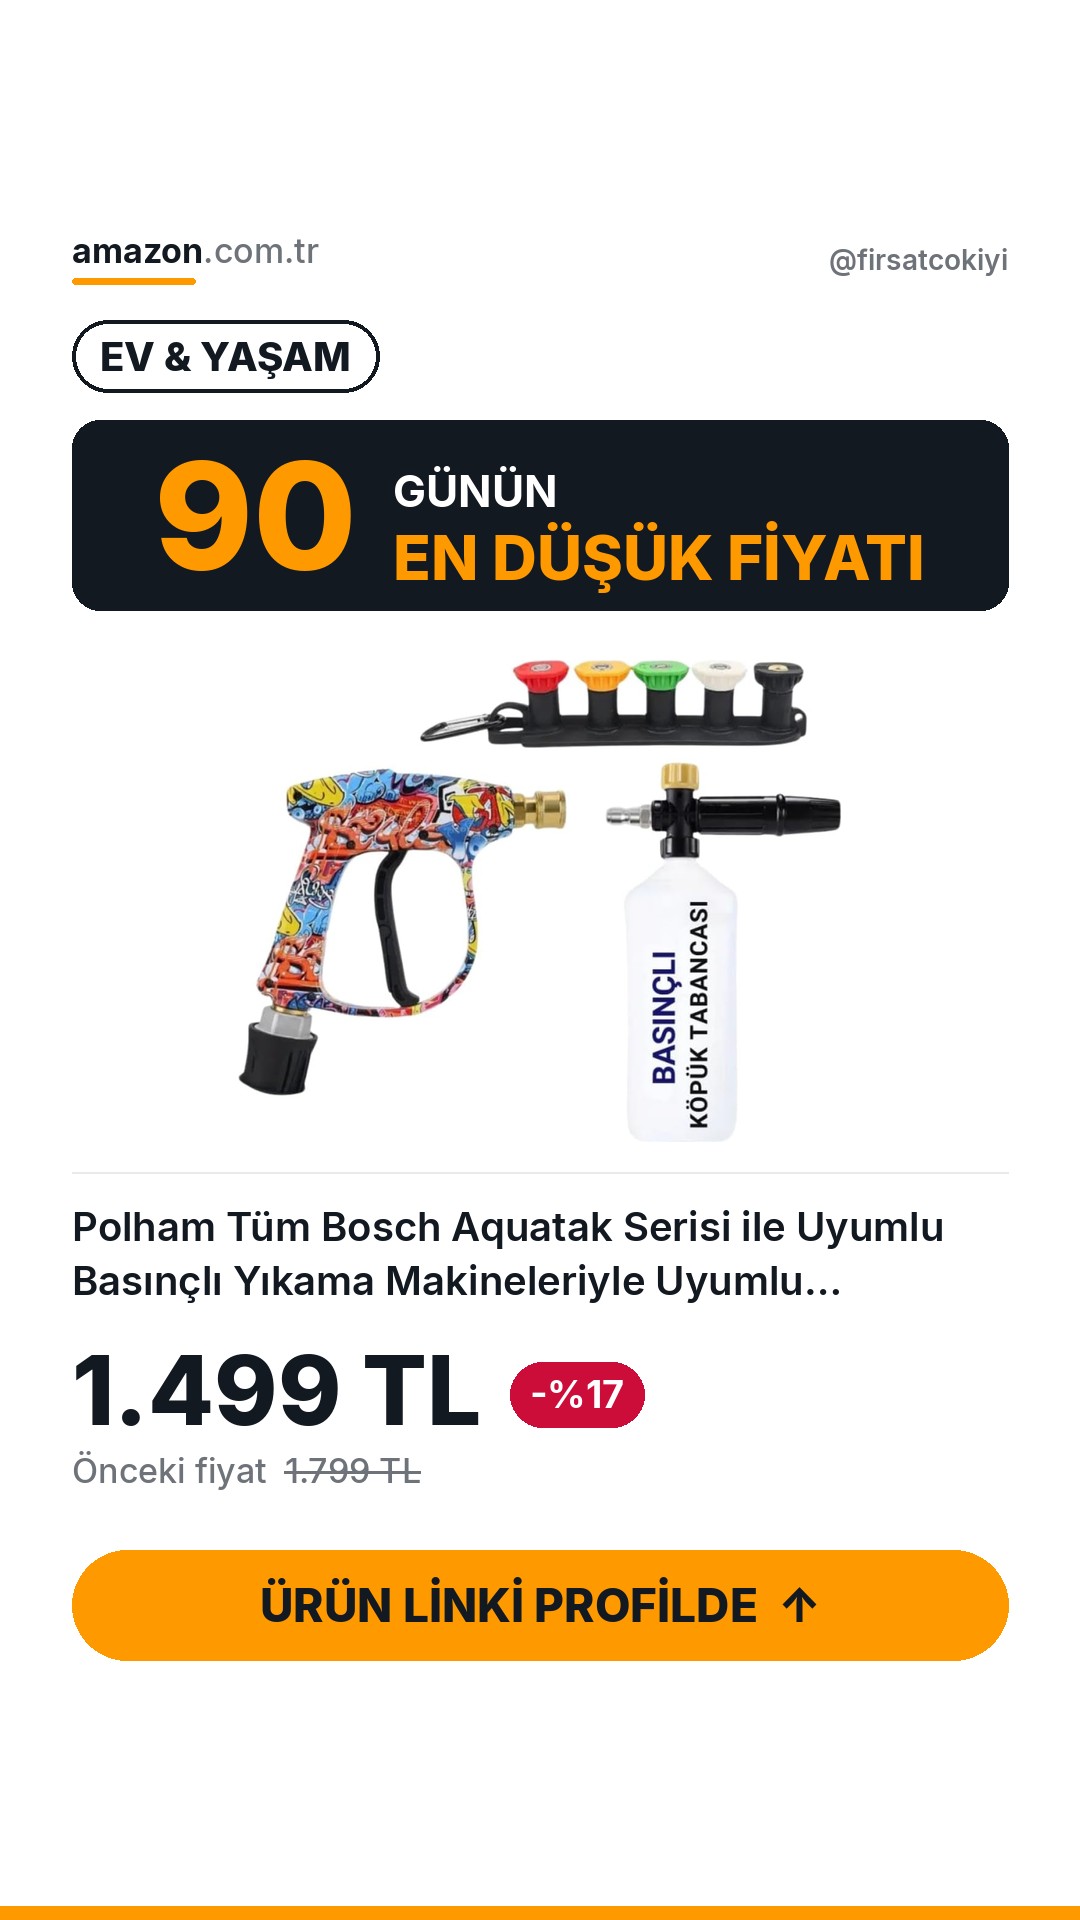 amazon.com.tr
@firsatcokiyi
EV & YAŞAM
90 GÜNÜN
EN DÜŞÜK FİYATI
BASINÇLI
KÖPÜK TABANCASI
Polham Tüm Bosch Aquatak Serisi ile Uyumlu
Basınçlı Yıkama Makineleriyle Uyumlu...
1.499 TL -%17
Önceki fiyat 1.799 TL
ÜRÜN LİNKİ PROFİLDE ↑